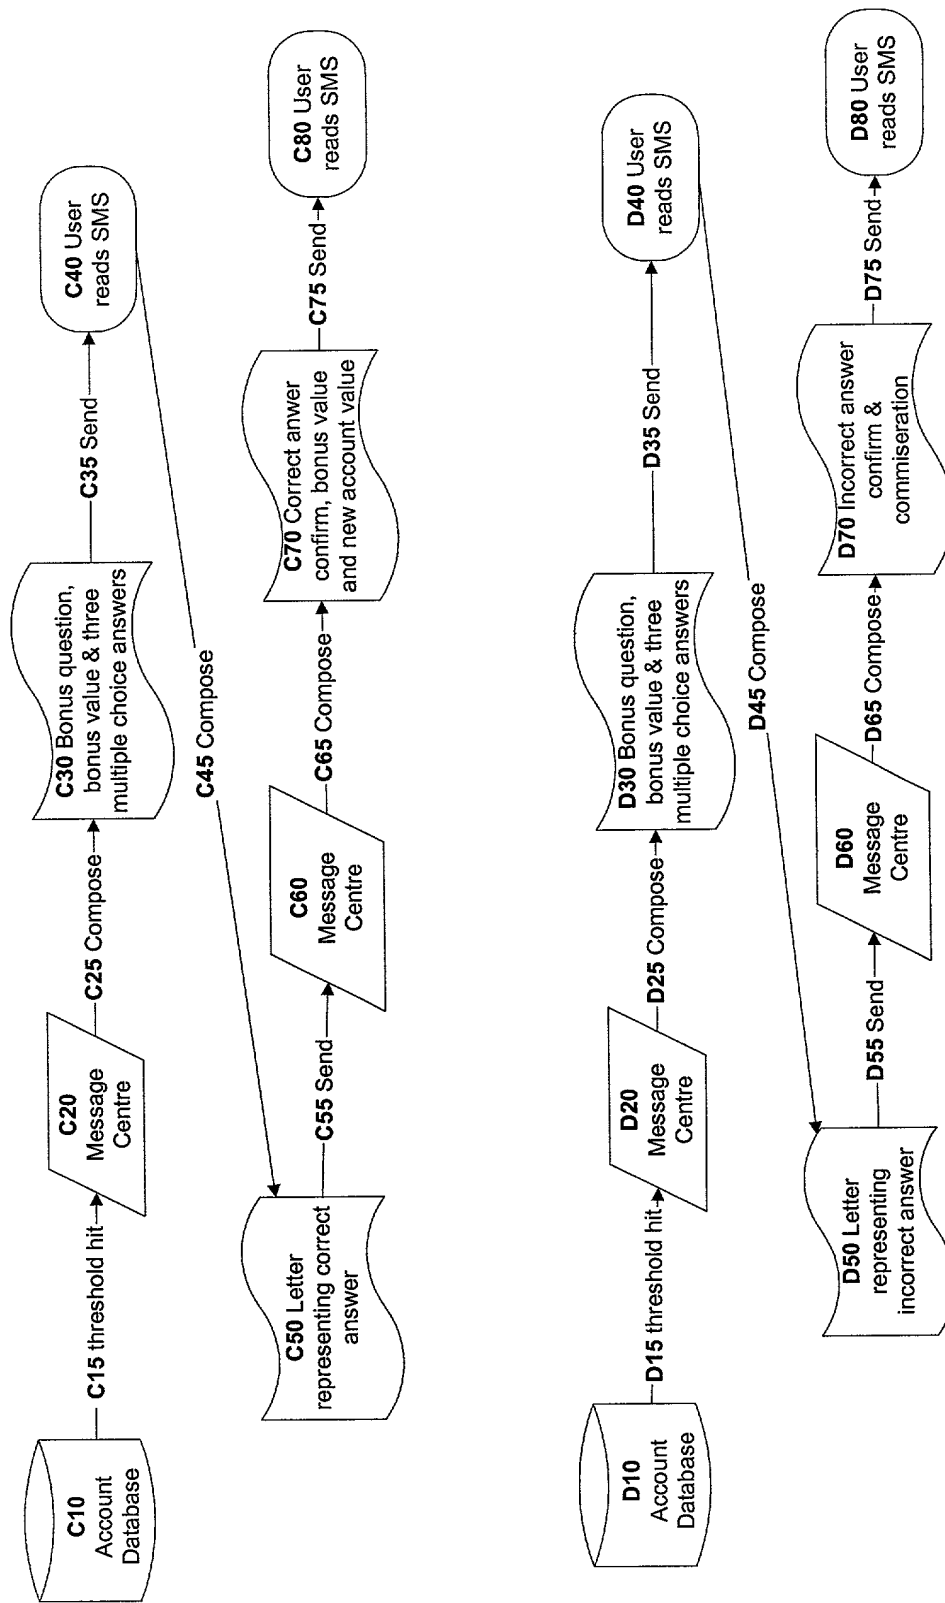 C10
Account
Database
C15 threshold hit
C20
Message
Centre
C25 Compose
C30 Bonus question,
bonus value & three
multiple choice answers
C35 Send
C40 User
reads SMS
C45 Compose
C50 Letter
representing correct
answer
C55 Send
C60
Message
Centre
C65 Compose
C70 Correct anwer
confirm, bonus value
and new account value
C75 Send
C80 User
reads SMS
D10
Account
Database
D15 threshold hit
D20
Message
Centre
D25 Compose
D30 Bonus question,
bonus value & three
multiple choice answers
D35 Send
D40 User
reads SMS
D45 Compose
D50 Letter
representing
incorrect answer
D55 Send
D60
Message
Centre
D65 Compose
D70 Incorrect answer
confirm &
commiseration
D75 Send
D80 User
reads SMS